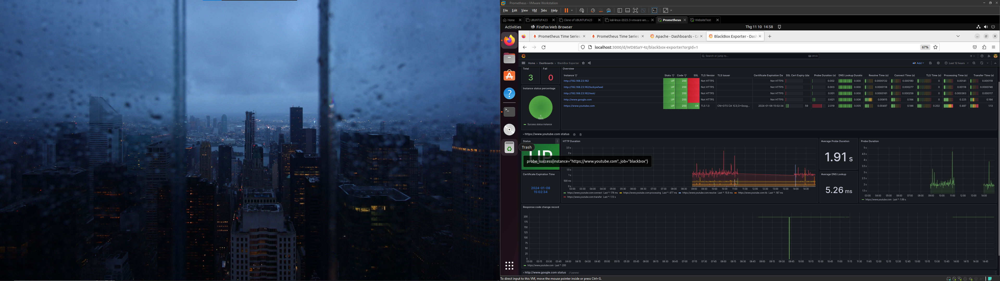 Prometheus - VMware Workstation
File Edit View VM Tabs Help
Home UBUNTUFA23 Clone of UBUNTUFA23 kali-linux-2023.3-vmware-am... Prometheus WebsiteTest
Activities Firefox Web Browser Thg 11 10 14:58
Prometheus Time Series Prometheus Time Series Apache - Dashboards - Gr BlackBox Exporter - Dash
localhost:3000/d/WD8SaY-4z/blackbox-exporter?orgId=1 67%
Search or jump to... ctrl+k
Home Dashboards BlackBox Exporter Add Last 12 hours
Total Fail Overview
3 0
Instance Statu Code SSL TLS Version TLS Issuer Certificate Expiration Da SSL Cert Expiry (da Probe Duration (s) DNS Lookup Duratic Resolve Time (s) Connect Time (s) TLS Time (s) Processing Time (s) Transfer Time (s)
http://192.168.23.162 UP 200 Not HTTPS Not HTTPS 0.002 0.000 0.0000132 0.000180 0 0.00141 0.000119
http://192.168.23.162/luckywheel UP 200 Not HTTPS Not HTTPS 0.003 0.000 0.0000118 0.000277 0 0.00118 0.0000746
http://192.168.23.162/test/ UP 200 Not HTTPS Not HTTPS 0.001 0.000 0.0000161 0.000258 0 0.000363 0.000117
http://www.google.com UP 200 Not HTTPS Not HTTPS 0.621 0.006 0.00815 0.184 0 0.225 0.194
https://www.youtube.com UP 200 OK TLS 1.3 CN=GTS CA 1C3,O=Goog... 2024-01-08 15:02:34 59 2.019 0.005 0.00497 0.186 0.202 0.487 1.13
Instance status percentage
5
100%
Success status instance
https://www.youtube.com status
Status HTTP Duration Average Probe Duration Probe Duration
Trash
UP
probe_success{instance="https://www.youtube.com", job="blackbox"}
3.5 s
3 s
1.5 s
1 s
500 ms
0 s
03:00 03:30 04:00 04:30 05:00 05:30 06:00 06:30 07:00 07:30 08:00 08:30 09:00 09:30 10:00 10:30 11:00 11:30 12:00 12:30 13:00 13:30 14:00 14:30
https://www.youtube.com:connect Last *: 176 ms https://www.youtube.com:processing Last *: 477 ms https://www.youtube.com:resolve Last *: 15.9 ms https://www.youtube.com:tls Last *: 187 ms
https://www.youtube.com:transfer Last *: 1.13 s
1.91 s
Certificate Expiration Time
2024-01-08
15:02:34
Average DNS Lookup
5.26 ms
5 s
4.5 s
4 s
3.5 s
3 s
2.5 s
2 s
1.5 s
03:00 04:00 05:00 06:00 07:00 08:00 09:00 10:00 11:00 12:00 13:00 14:00
https://www.youtube.com Last *: 1.99 s
Response code change record
200
175
150
125
100
75
50
25
0
03:00 03:15 03:30 03:45 04:00 04:15 04:30 04:45 05:00 05:15 05:30 05:45 06:00 06:15 06:30 06:45 07:00 07:15 07:30 07:45 08:00 08:15 08:30 08:45 09:00 09:15 09:30 09:45 10:00 10:15 10:30 10:45 11:00 11:15 11:30 11:45 12:00 12:15 12:30 12:45 13:00 13:15 13:30 13:45 14:00 14:15 14:30 14:45
https://www.youtube.com Last *: 200
http://www.google.com status (7 panels)
To direct input to this VM, move the mouse pointer inside or press Ctrl+G.